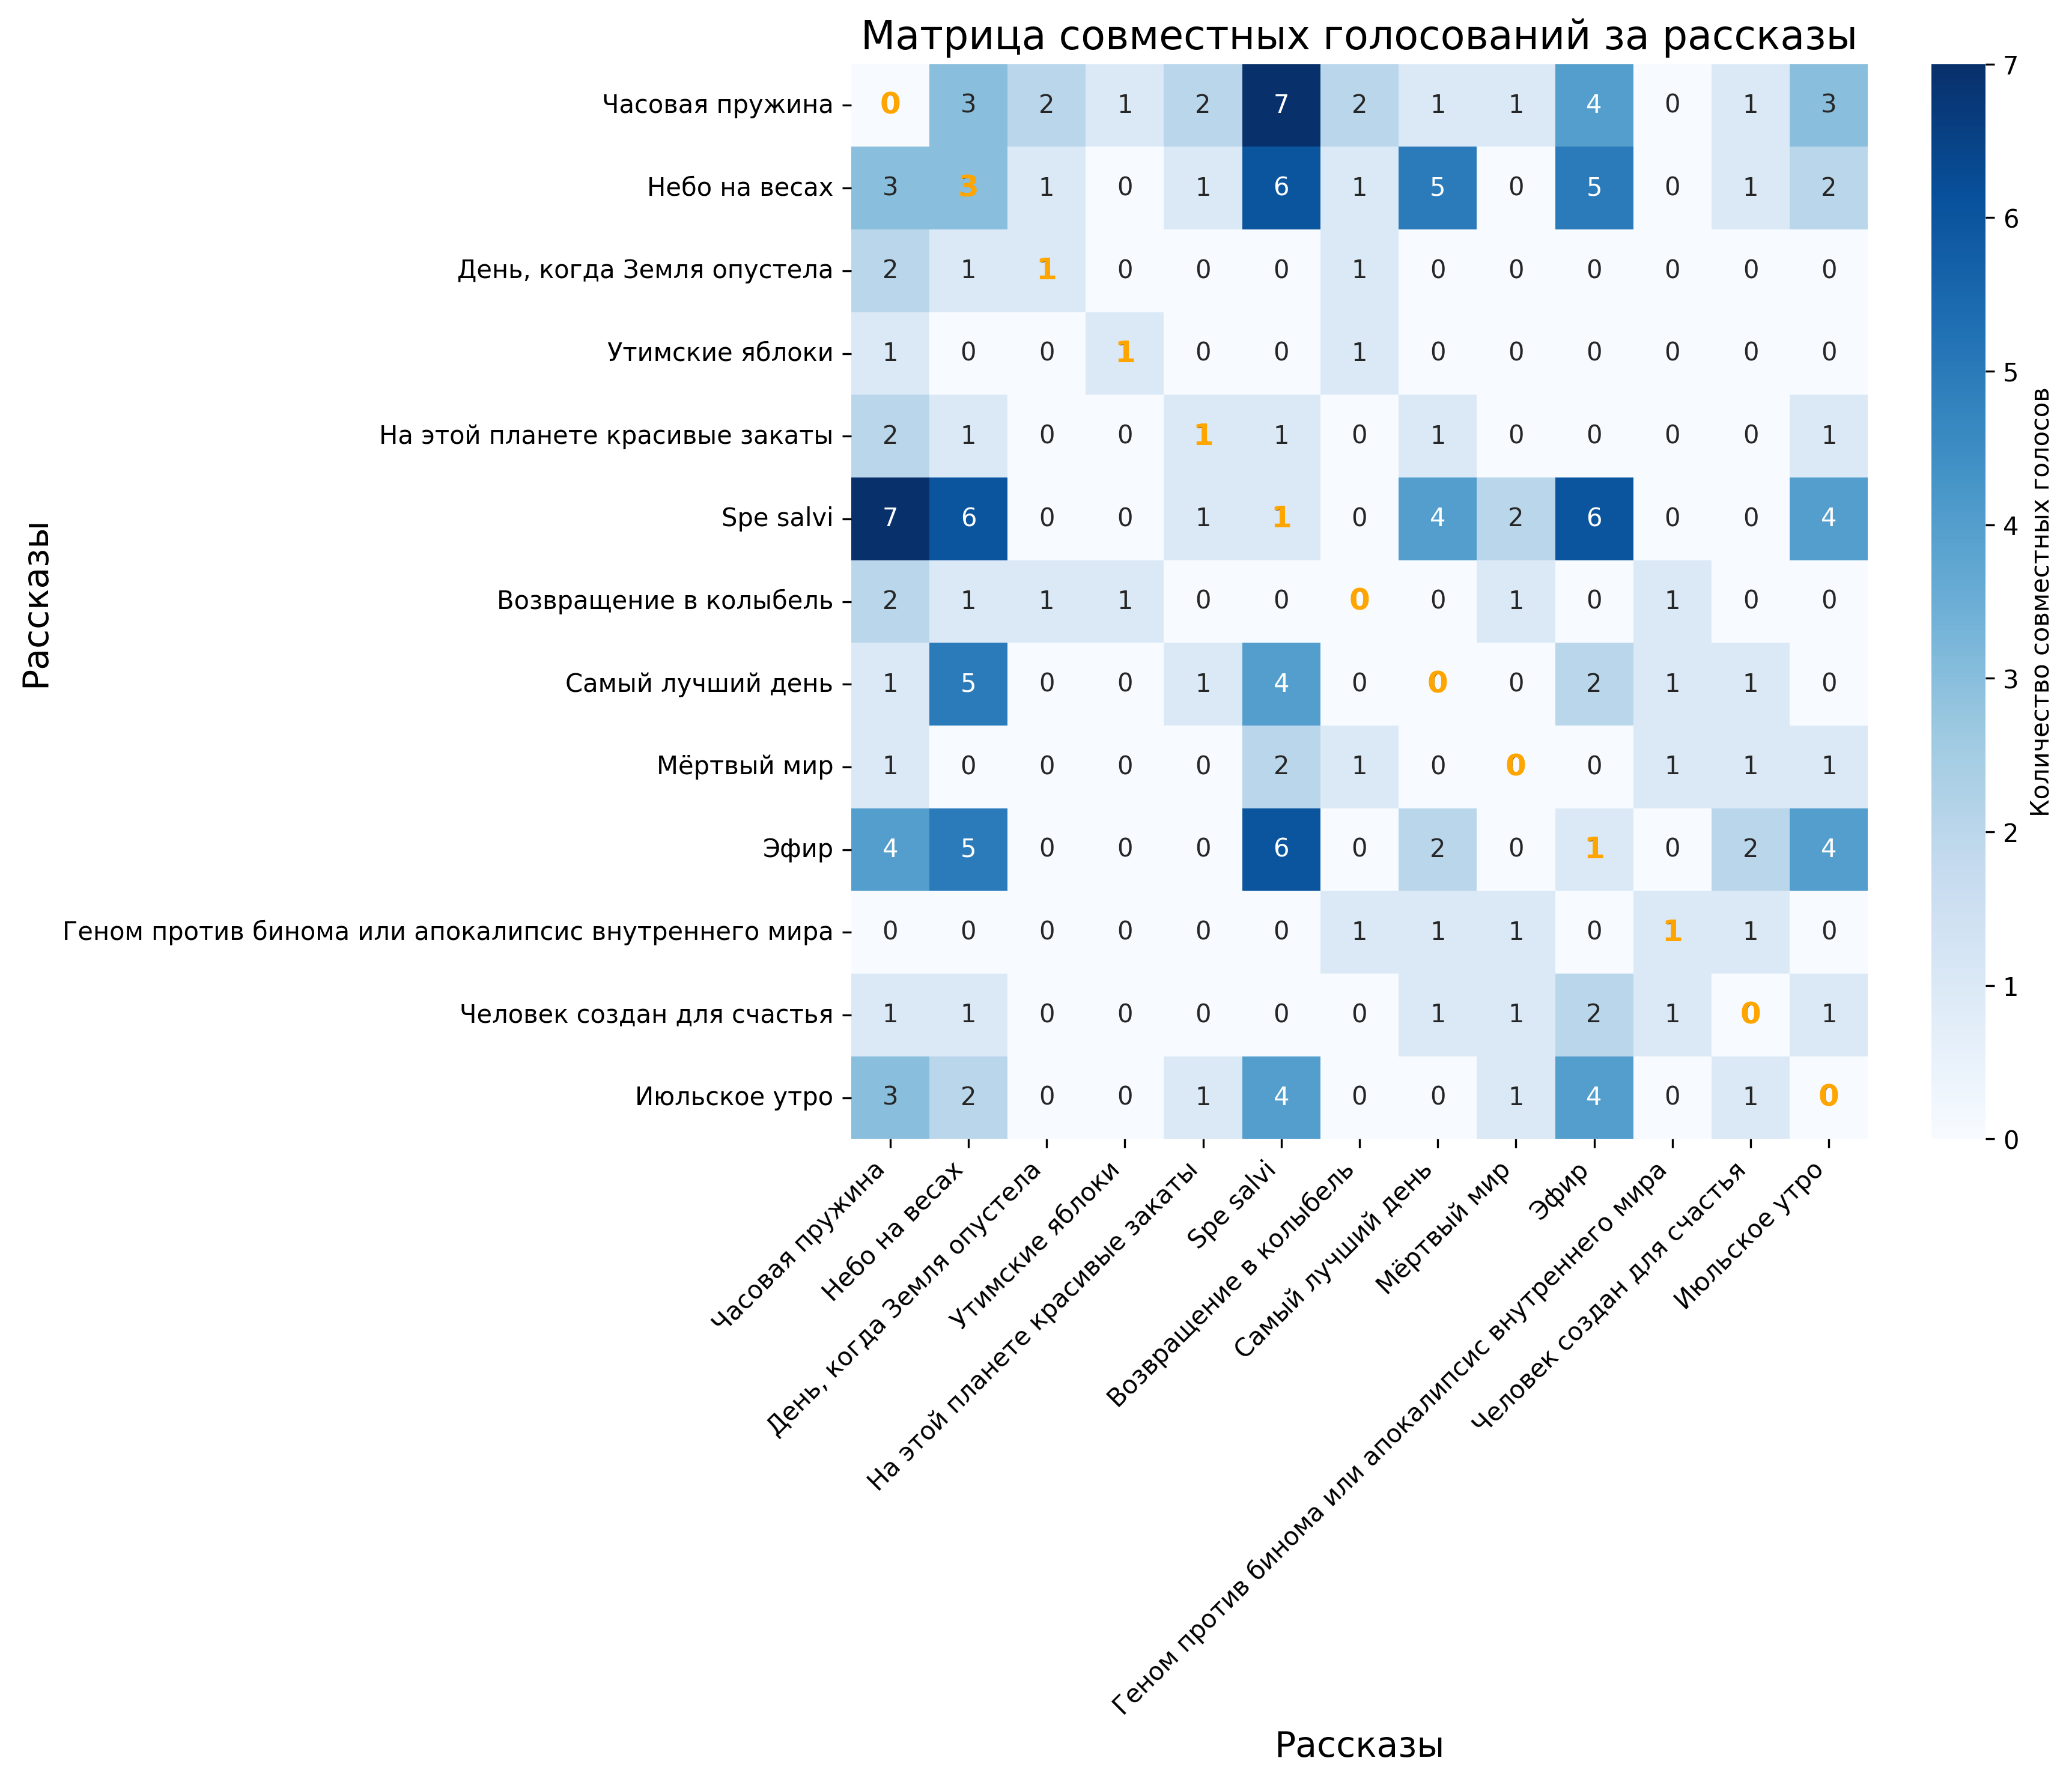 Матрица совместных голосований за рассказы
Часовая пружина 0 3 2 1 2 7 2 1 1 4 0 1 3
Небо на весах 3 3 1 0 1 6 1 5 0 5 0 1 2
День, когда Земля опустела 2 1 1 0 0 0 1 0 0 0 0 0 0
Утимские яблоки 1 0 0 1 0 0 1 0 0 0 0 0 0
На этой планете красивые закаты 2 1 0 0 1 1 0 1 0 0 0 0 1
Spe salvi 7 6 0 0 1 1 0 4 2 6 0 0 4
Возвращение в колыбель 2 1 1 1 0 0 0 0 1 0 1 0 0
Самый лучший день 1 5 0 0 1 4 0 0 0 2 1 1 0
Мёртвый мир 1 0 0 0 0 2 1 0 0 0 1 1 1
Эфир 4 5 0 0 0 6 0 2 0 1 0 2 4
Геном против бинома или апокалипсис внутреннего мира 0 0 0 0 0 0 1 1 1 0 1 1 0
Человек создан для счастья 1 1 0 0 0 0 0 1 1 2 1 0 1
Июльское утро 3 2 0 0 1 4 0 0 1 4 0 1 0
Рассказы
Часовая пружина
Небо на весах
День, когда Земля опустела
Утимские яблоки
На этой планете красивые закаты
Spe salvi
Возвращение в колыбель
Самый лучший день
Мёртвый мир
Эфир
Геном против бинома или апокалипсис внутреннего мира
Человек создан для счастья
Июльское утро
Рассказы
7
6
5
4
3
2
1
0
Количество совместных голосов